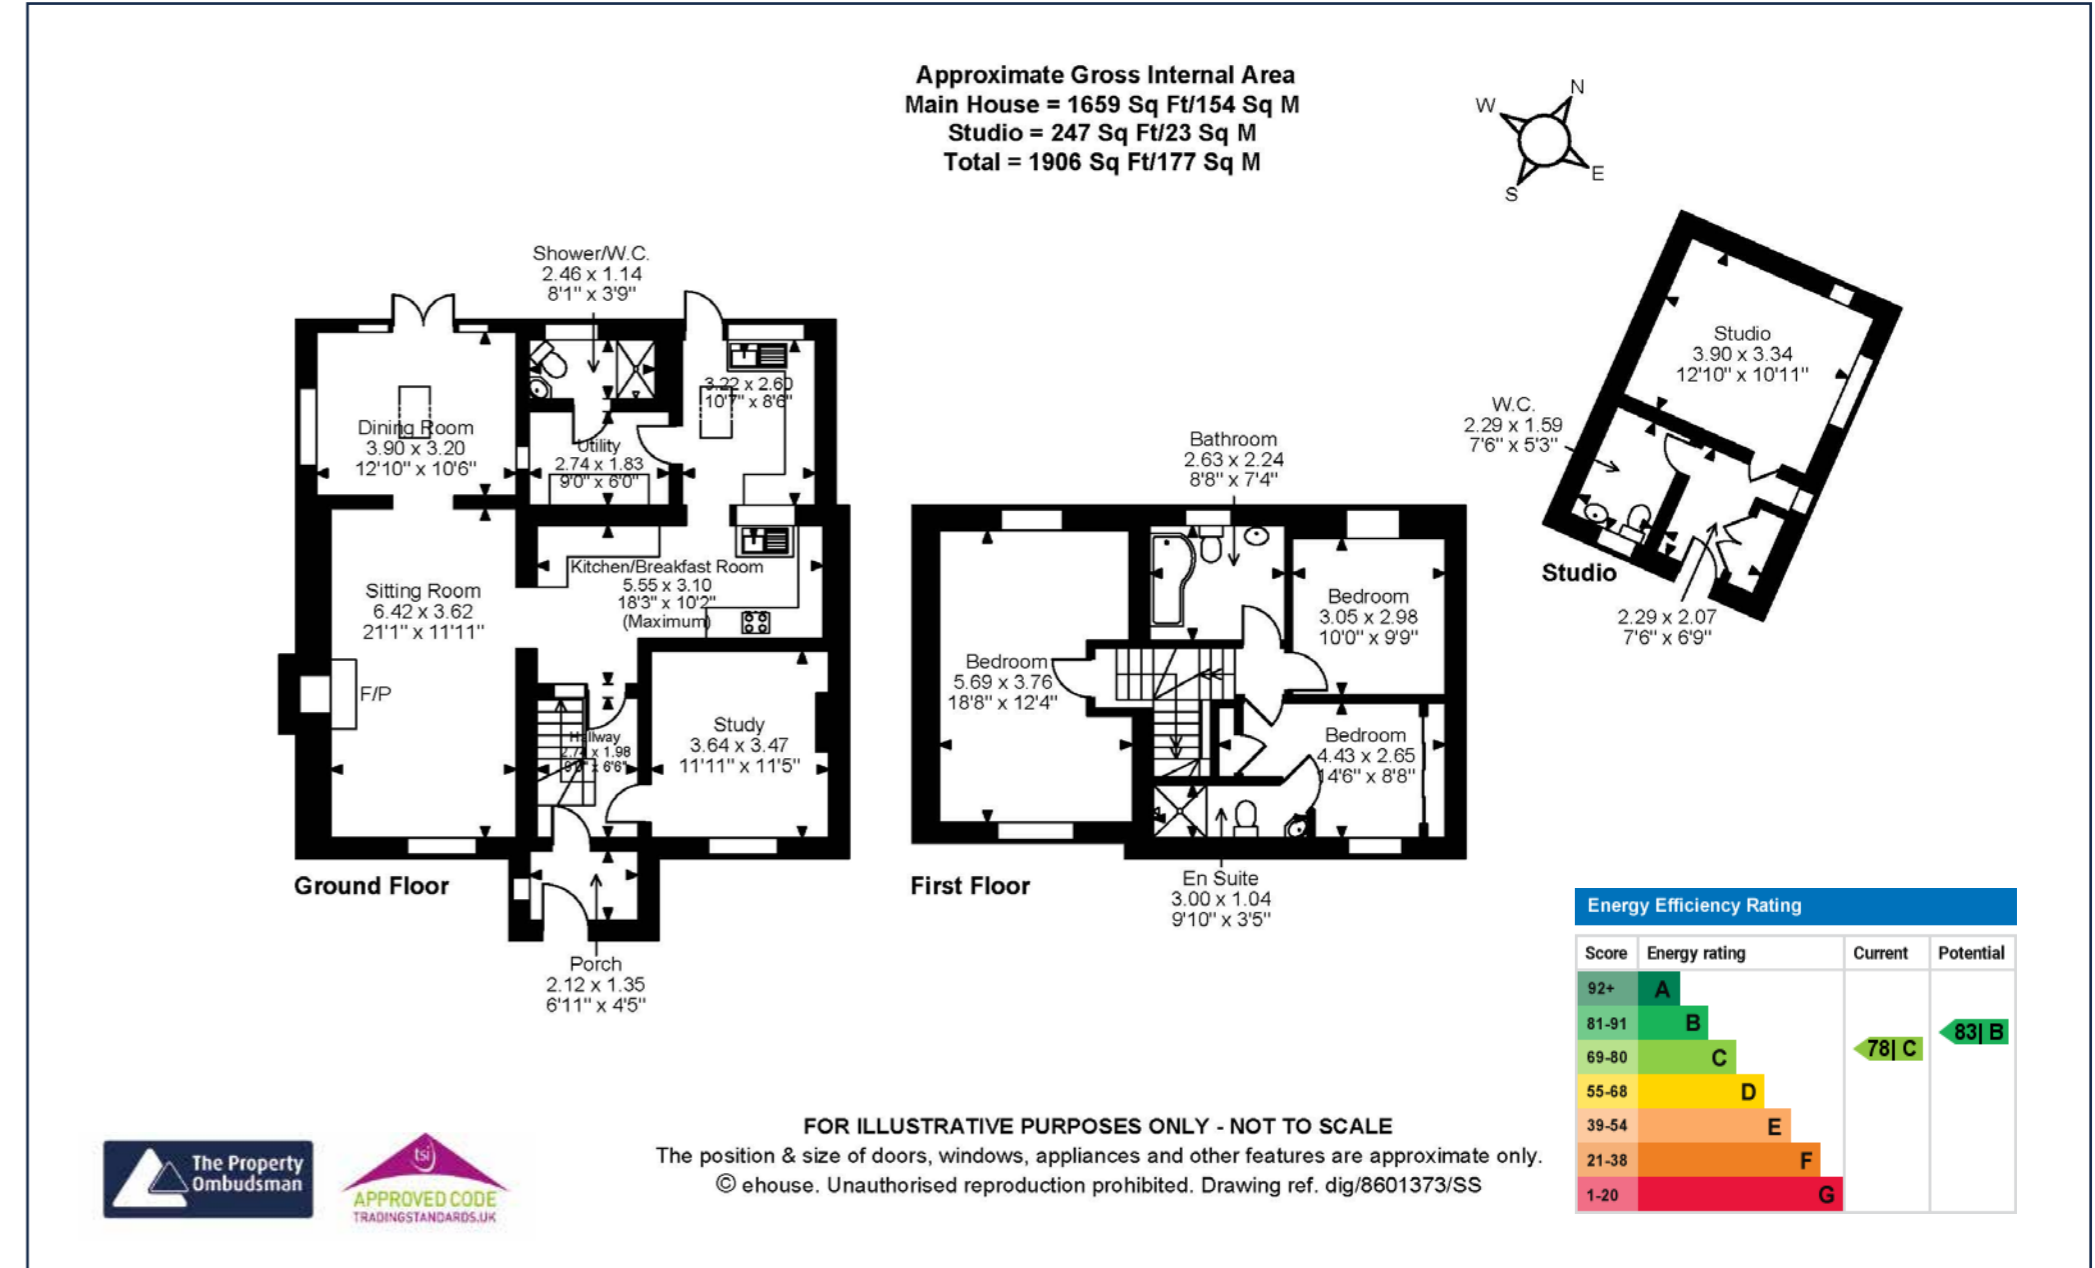 Approximate Gross Internal Area
Main House = 1659 Sq Ft/154 Sq M
Studio = 247 Sq Ft/23 Sq M
Total = 1906 Sq Ft/177 Sq M
N
W
E
S
Shower/W.C.
2.46 x 1.14
8'1" x 3'9"
3.22 x 2.60
10'7" x 8'6"
Dining Room
3.90 x 3.20
12'10" x 10'6"
Utility
2.74 x 1.83
9'0" x 6'0"
Kitchen/Breakfast Room
5.55 x 3.10
18'3" x 10'2"
(Maximum)
Sitting Room
6.42 x 3.62
21'1" x 11'11"
F/P
Hallway
2.74 x 1.98
9'0" x 6'6"
Study
3.64 x 3.47
11'11" x 11'5"
Ground Floor
Porch
2.12 x 1.35
6'11" x 4'5"
Bathroom
2.63 x 2.24
8'8" x 7'4"
Bedroom
3.05 x 2.98
10'0" x 9'9"
Bedroom
5.69 x 3.76
18'8" x 12'4"
Bedroom
4.43 x 2.65
14'6" x 8'8"
First Floor
En Suite
3.00 x 1.04
9'10" x 3'5"
Studio
3.90 x 3.34
12'10" x 10'11"
W.C.
2.29 x 1.59
7'6" x 5'3"
Studio
2.29 x 2.07
7'6" x 6'9"
Energy Efficiency Rating
Score Energy rating Current Potential
92+ A
81-91 B
83| B
69-80 C
78| C
55-68 D
39-54 E
21-38 F
1-20 G
The Property
Ombudsman
tsi
APPROVED CODE
TRADINGSTANDARDS.UK
FOR ILLUSTRATIVE PURPOSES ONLY - NOT TO SCALE
The position & size of doors, windows, appliances and other features are approximate only.
© ehouse. Unauthorised reproduction prohibited. Drawing ref. dig/8601373/SS